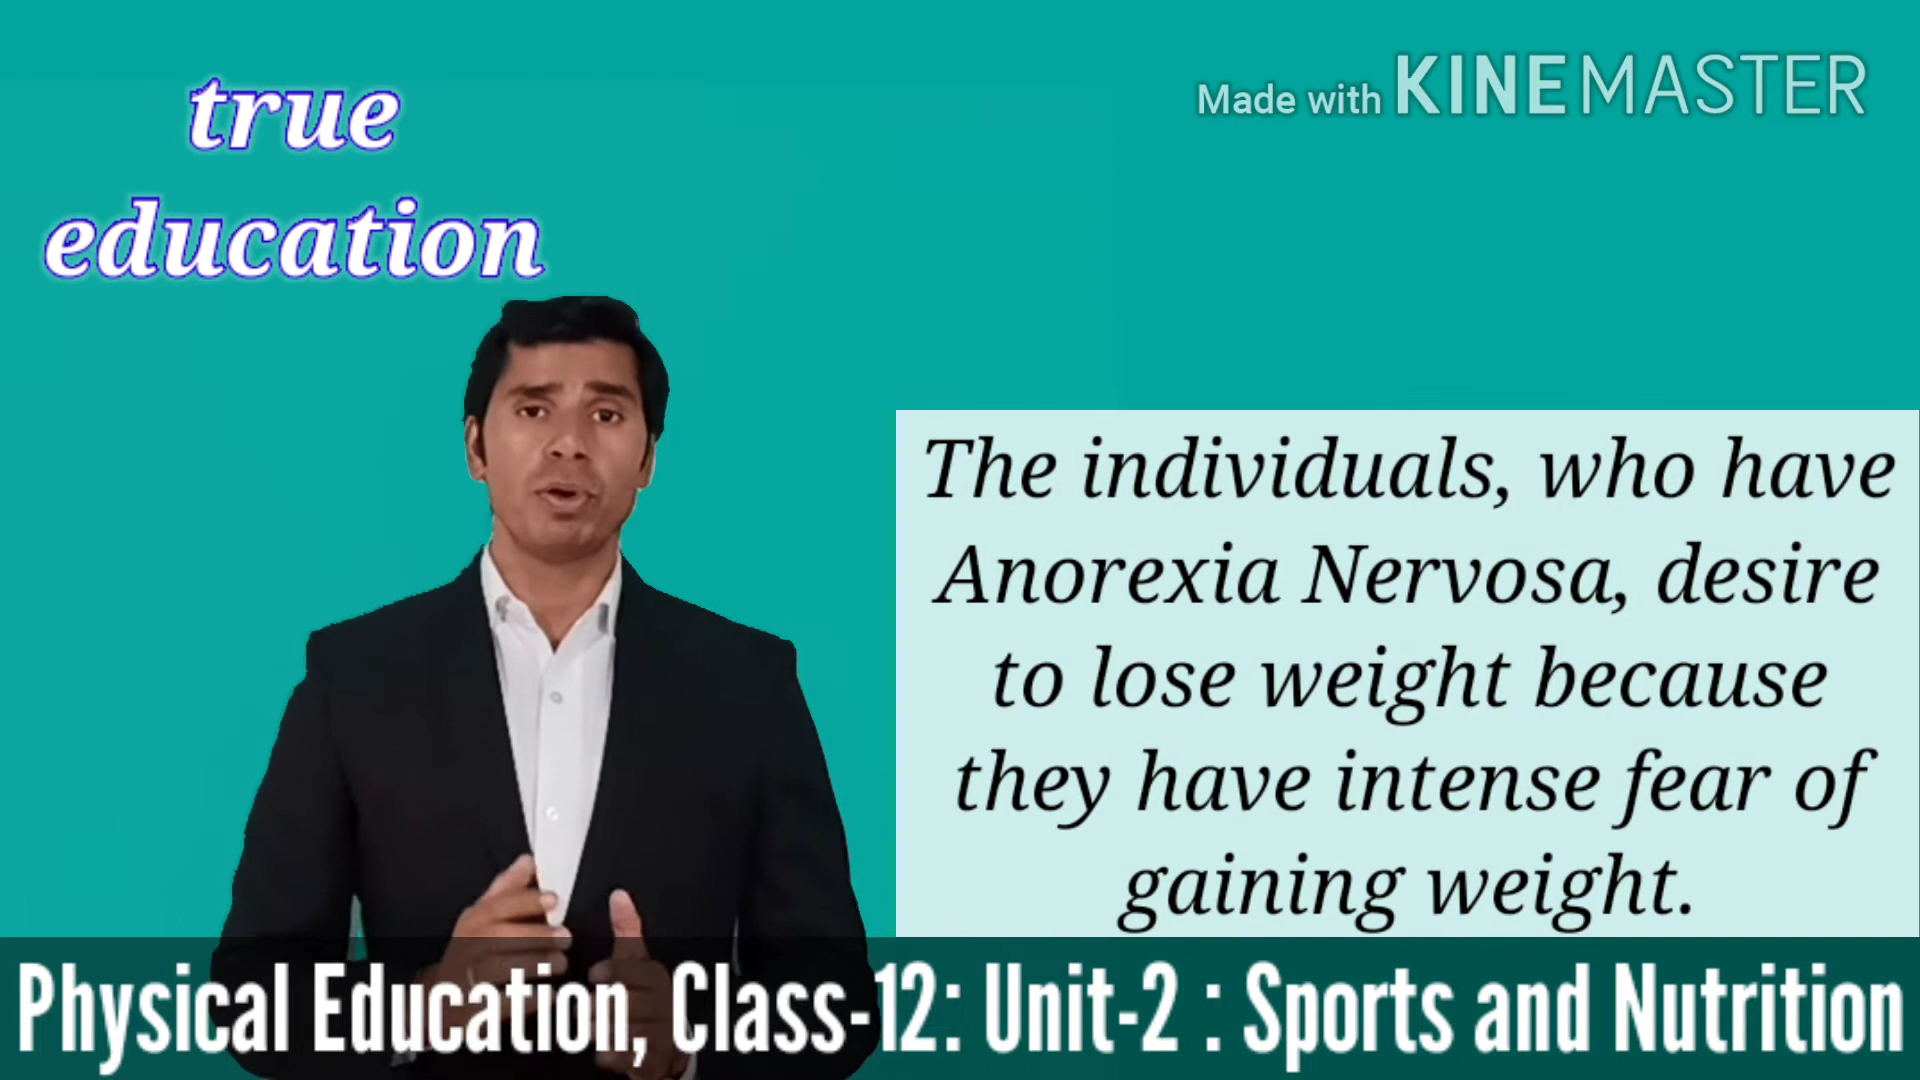 true
education
Made with KINEMASTER
The individuals, who have
Anorexia Nervosa, desire
to lose weight because
they have intense fear of
gaining weight.
Physical Education, Class-12: Unit-2 : Sports and Nutrition